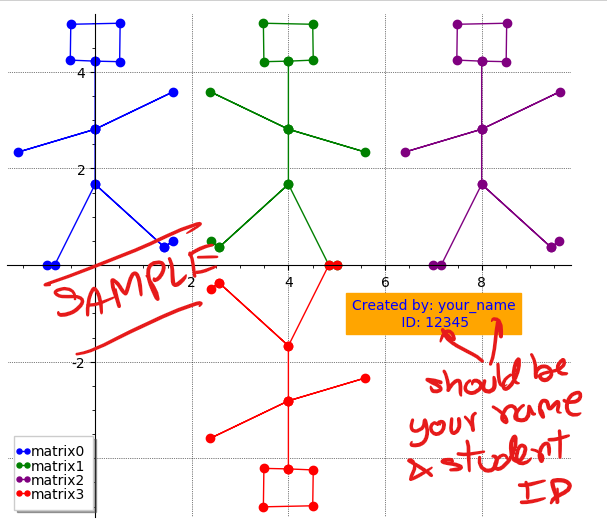 4
2
2
4
6
8
-2
SAMPLE
Created by: your_name
ID: 12345
should be
your name
& student
ID
matrix0
matrix1
matrix2
matrix3